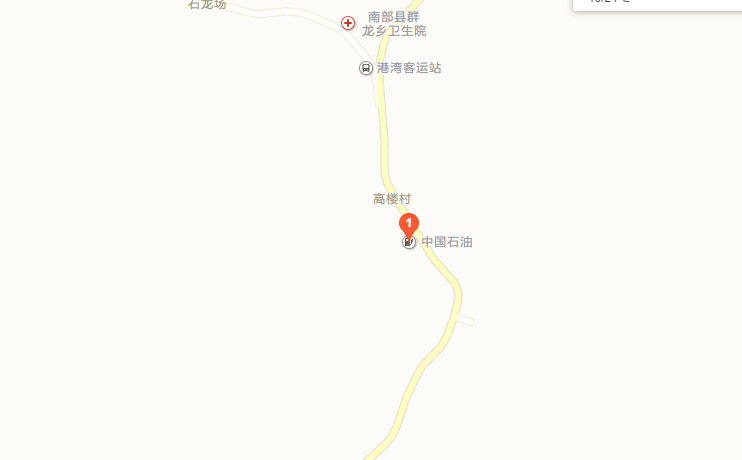 石龙场
南部县群
龙乡卫生院
港湾客运站
高楼村
1
中国石油